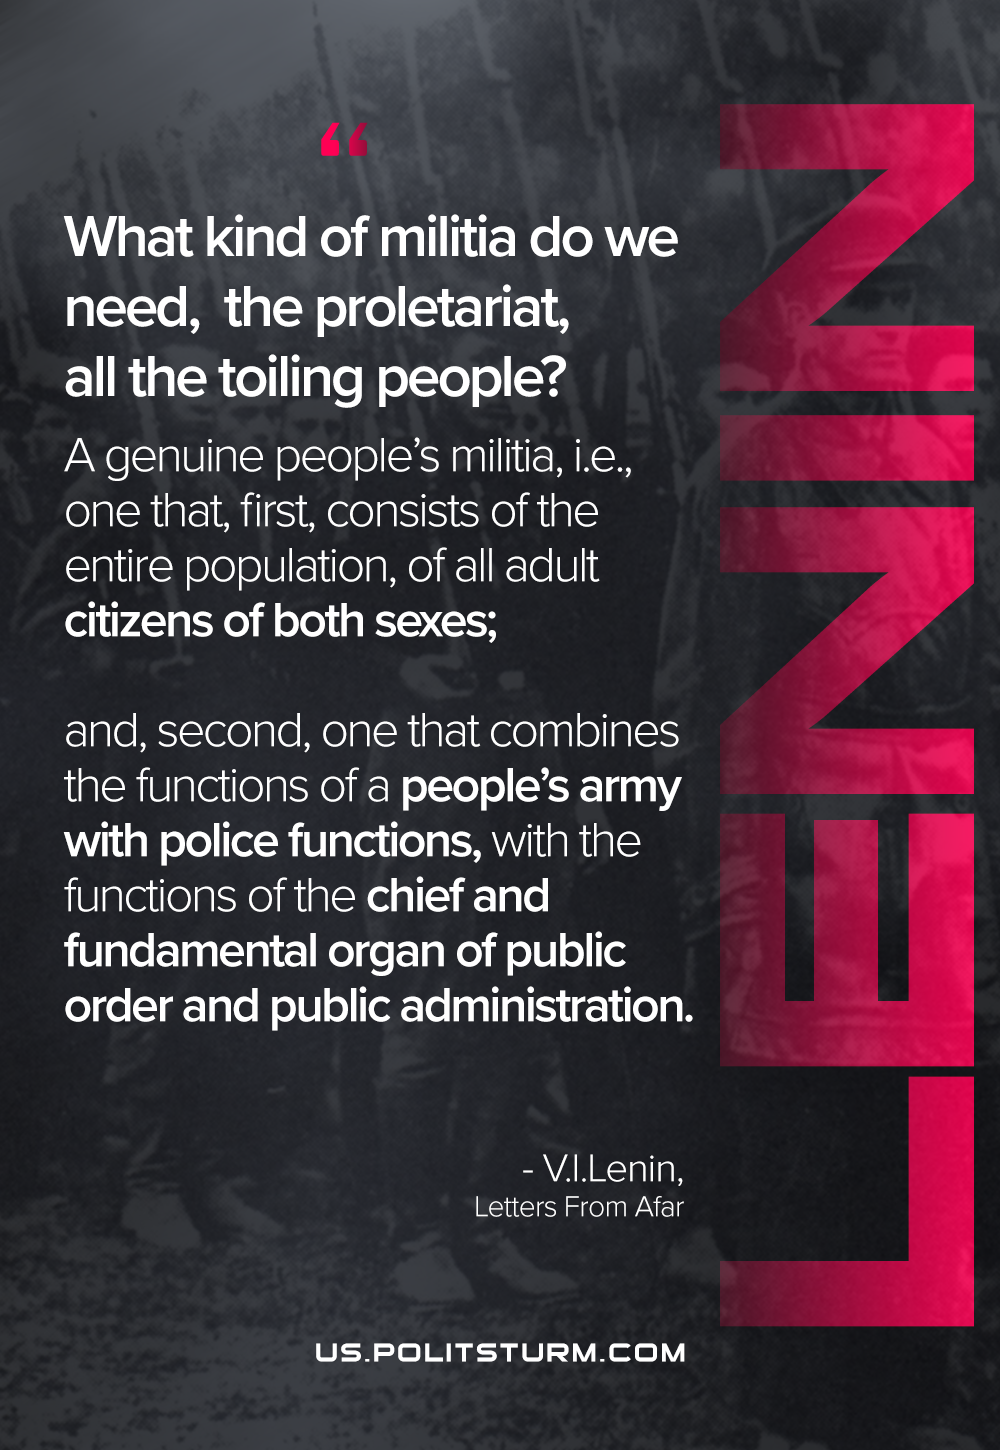 “
What kind of militia do we
need,  the proletariat,
all the toiling people?
A genuine people’s militia, i.e.,
one that, first, consists of the
entire population, of all adult
citizens of both sexes;
and, second, one that combines
the functions of a people’s army
with police functions, with the
functions of the chief and
fundamental organ of public
order and public administration.
- V.I.Lenin,
Letters From Afar
US.POLITSTURM.COM
LENIN